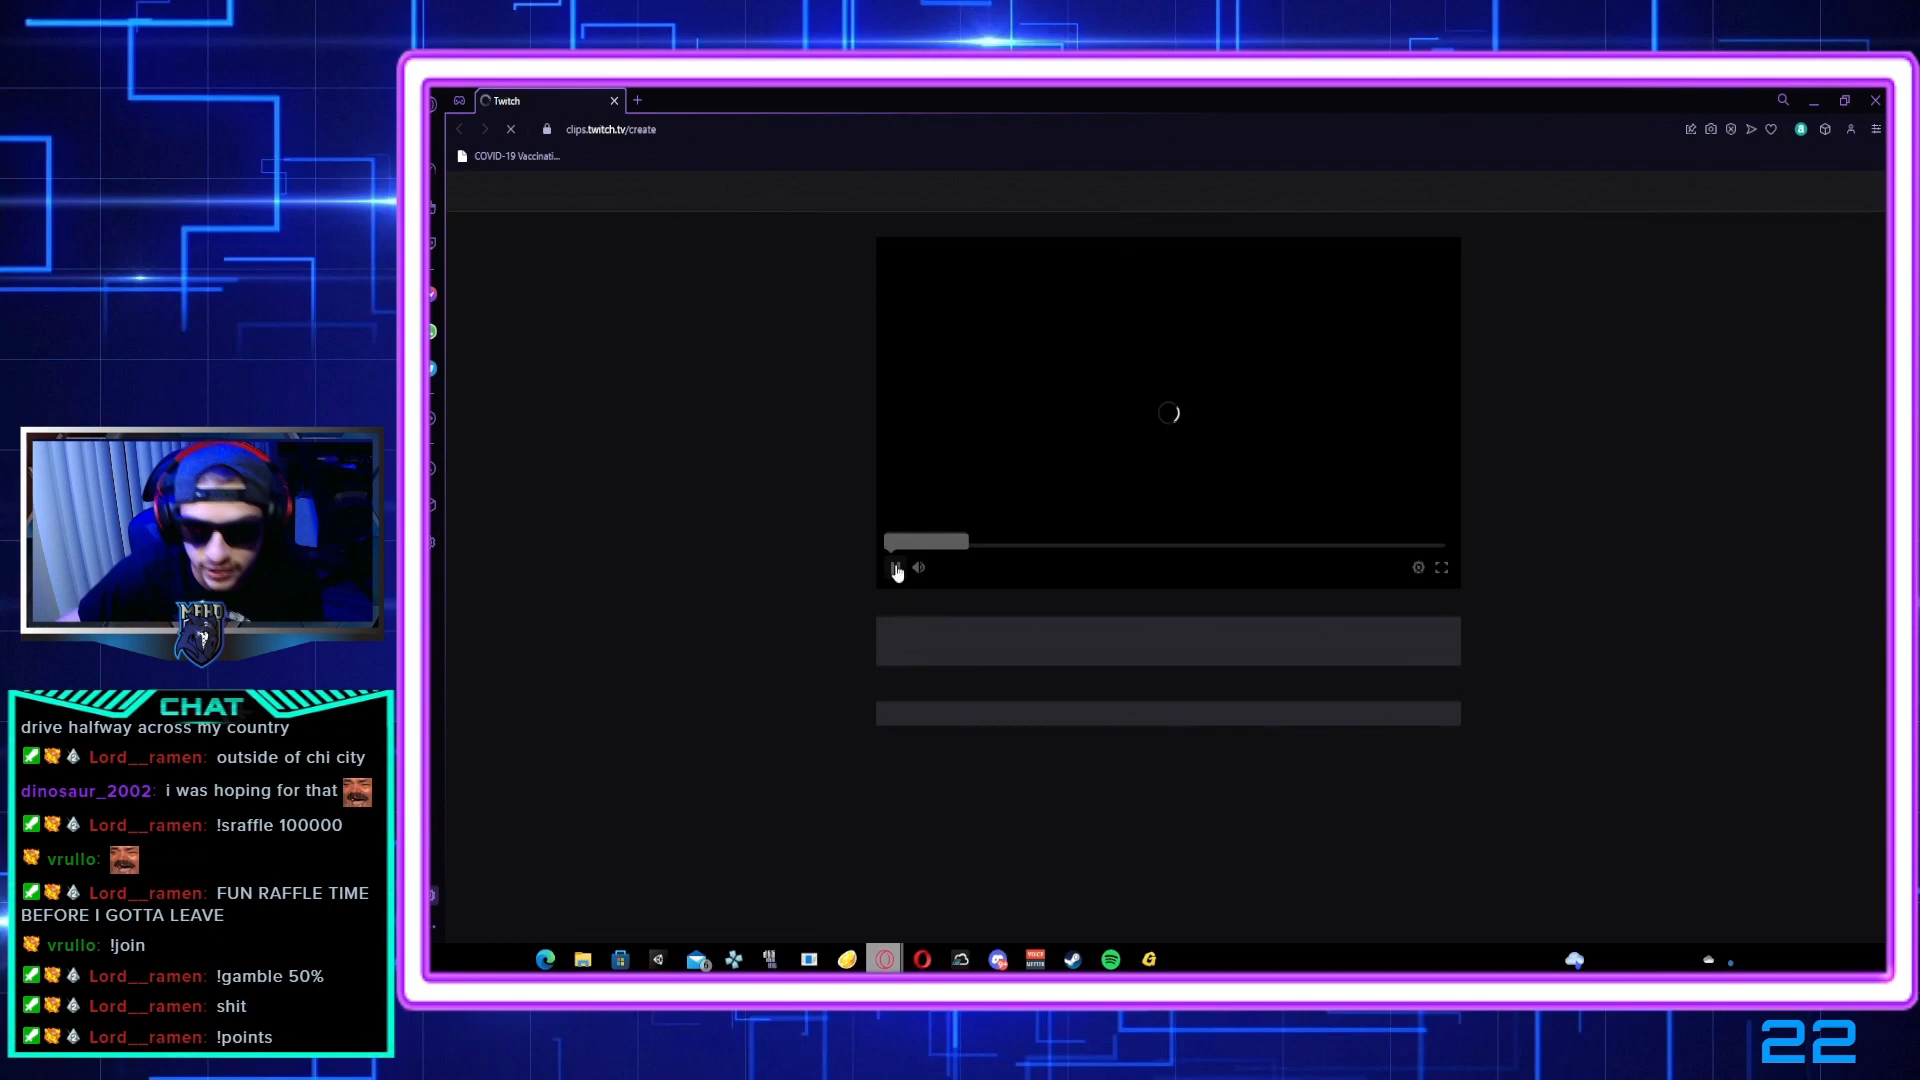 Twitch
clips.twitch.tv/create
COVID-19 Vaccinati...
MAHD
CHAT
drive halfway across my country
Lord__ramen: outside of chi city
dinosaur_2002: i was hoping for that
Lord__ramen: !sraffle 100000
vrullo:
Lord__ramen: FUN RAFFLE TIME
BEFORE I GOTTA LEAVE
vrullo: !join
Lord__ramen: !gamble 50%
Lord__ramen: shit
Lord__ramen: !points
22